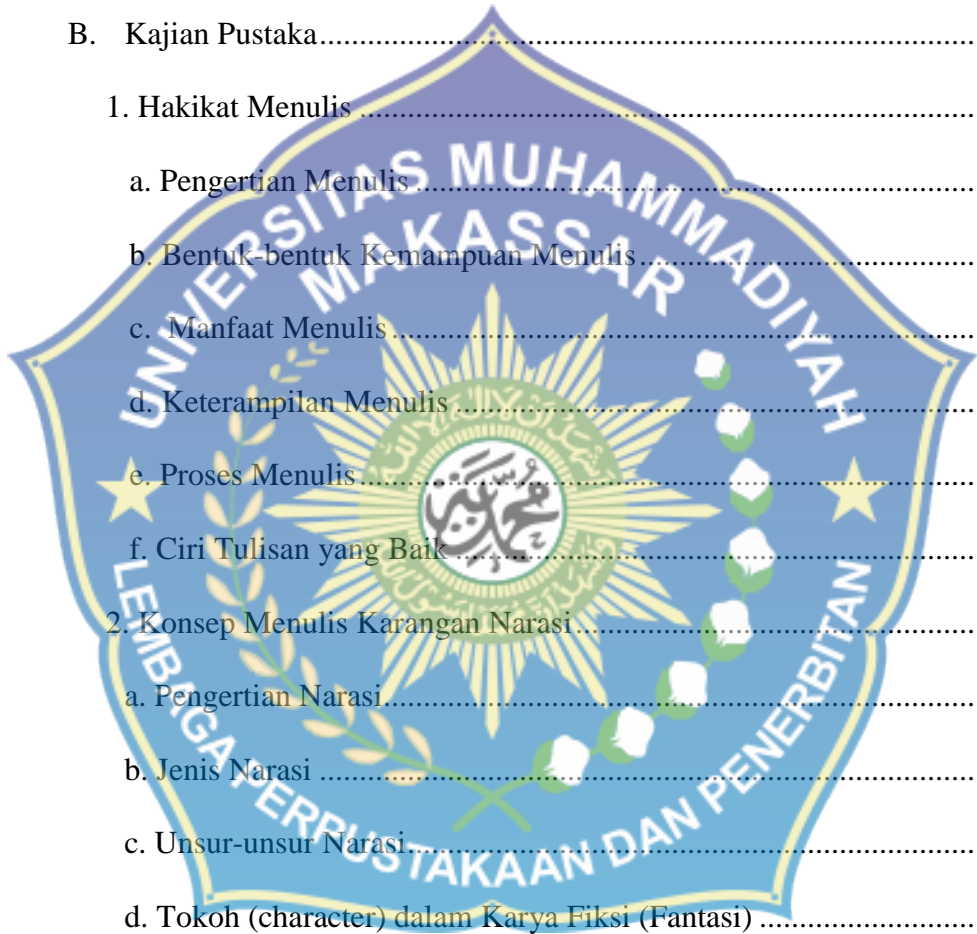 B. Kajian Pustaka
1. Hakikat Menulis
a. Pengertian Menulis
b. Bentuk-bentuk Kemampuan Menulis
c. Manfaat Menulis
d. Keterampilan Menulis
e. Proses Menulis
f. Ciri Tulisan yang Baik
2. Konsep Menulis Karangan Narasi
a. Pengertian Narasi
b. Jenis Narasi
c. Unsur-unsur Narasi
d. Tokoh (character) dalam Karya Fiksi (Fantasi)
UNIVERSITAS MUHAMMADIYAH
MAKASSAR
LEMBAGA PERPUSTAKAAN DAN PENERBITAN